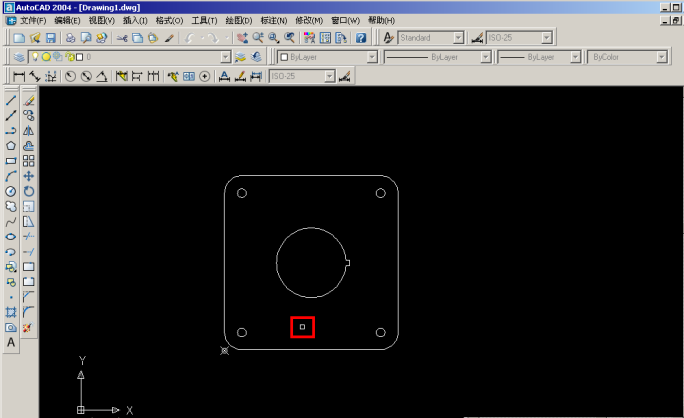 AutoCAD 2004 - [Drawing1.dwg]
文件(F) 编辑(E) 视图(V) 插入(I) 格式(O) 工具(T) 绘图(D) 标注(N) 修改(M) 窗口(W) 帮助(H)
Standard ISO-25
0 ByLayer ByLayer ByLayer ByColor
ISO-25
A
Y
X